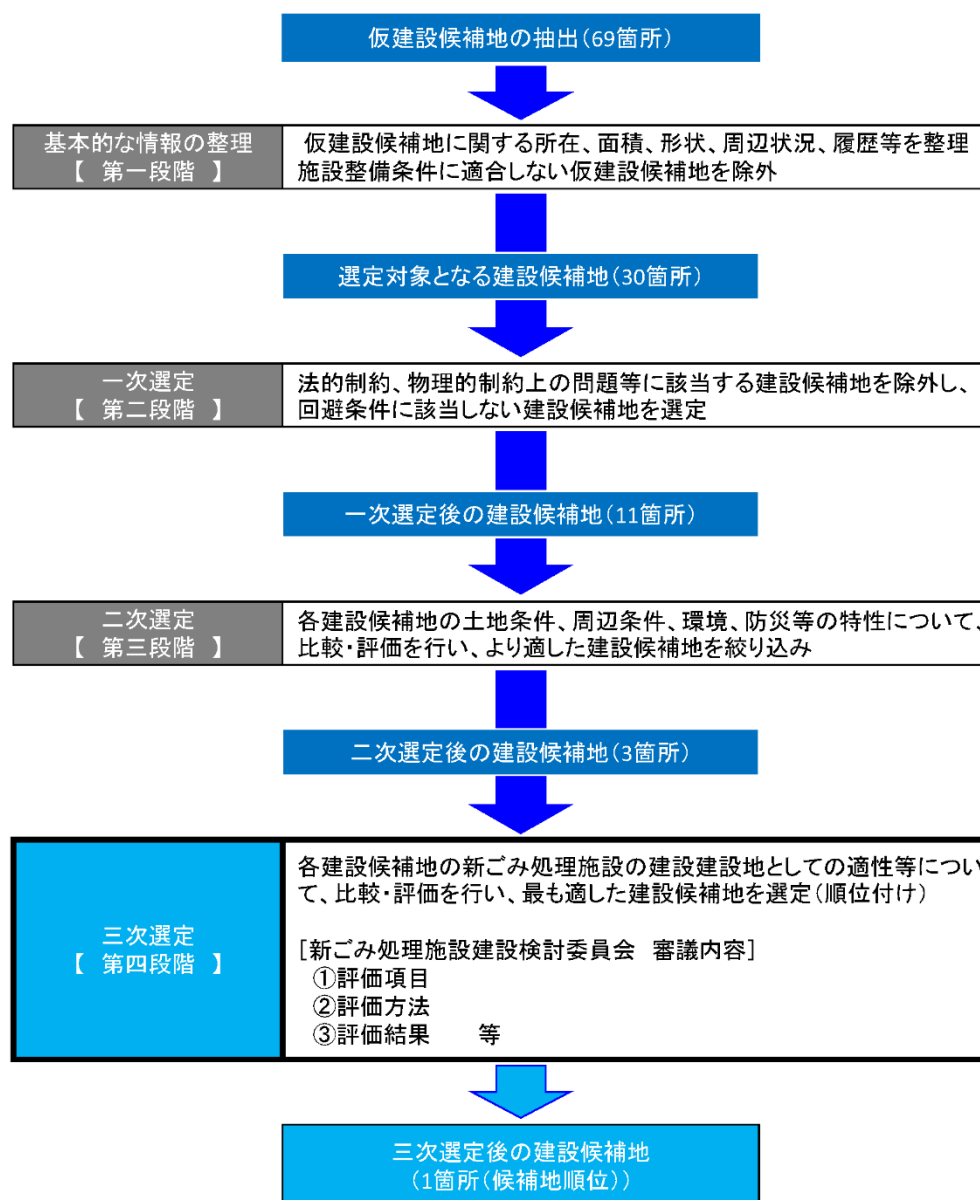 仮建設候補地の抽出(69箇所)
基本的な情報の整理
【 第一段階 】
仮建設候補地に関する所在、面積、形状、周辺状況、履歴等を整理
施設整備条件に適合しない仮建設候補地を除外
選定対象となる建設候補地(30箇所)
一次選定
【 第二段階 】
法的制約、物理的制約上の問題等に該当する建設候補地を除外し、
回避条件に該当しない建設候補地を選定
一次選定後の建設候補地(11箇所)
二次選定
【 第三段階 】
各建設候補地の土地条件、周辺条件、環境、防災等の特性について、
比較・評価を行い、より適した建設候補地を絞り込み
二次選定後の建設候補地(3箇所)
三次選定
【 第四段階 】
各建設候補地の新ごみ処理施設の建設建設地としての適性等につい
て、比較・評価を行い、最も適した建設候補地を選定(順位付け)
[新ごみ処理施設建設検討委員会 審議内容]
①評価項目
②評価方法
③評価結果 等
三次選定後の建設候補地
(1箇所(候補地順位))